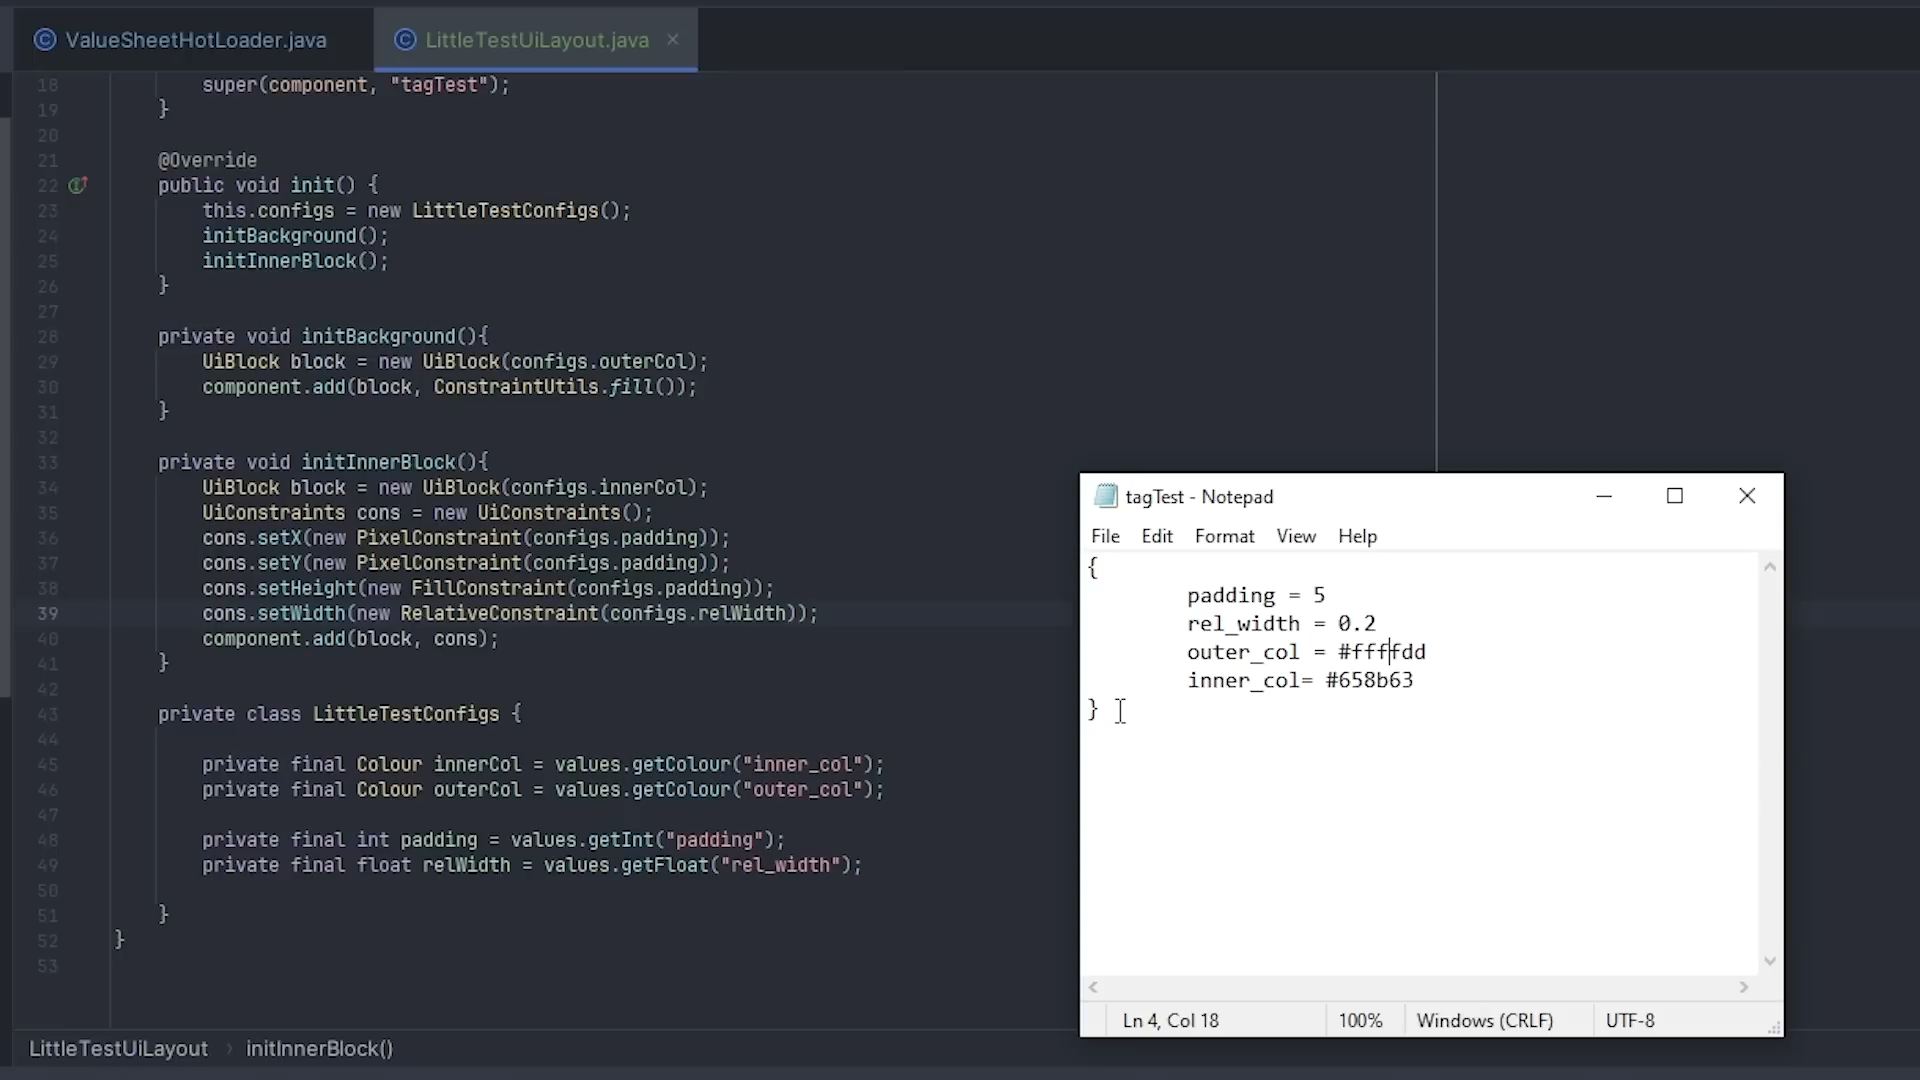 ValueSheetHotLoader.java
LittleTestUiLayout.java
18 super(component, "tagTest");
19 }
20
21 @Override
22 public void init() {
23 this.configs = new LittleTestConfigs();
24 initBackground();
25 initInnerBlock();
26 }
27
28 private void initBackground(){
29 UiBlock block = new UiBlock(configs.outerCol);
30 component.add(block, ConstraintUtils.fill());
31 }
32
33 private void initInnerBlock(){
34 UiBlock block = new UiBlock(configs.innerCol);
35 UiConstraints cons = new UiConstraints();
36 cons.setX(new PixelConstraint(configs.padding));
37 cons.setY(new PixelConstraint(configs.padding));
38 cons.setHeight(new FillConstraint(configs.padding));
39 cons.setWidth(new RelativeConstraint(configs.relWidth));
40 component.add(block, cons);
41 }
42
43 private class LittleTestConfigs {
44
45 private final Colour innerCol = values.getColour("inner_col");
46 private final Colour outerCol = values.getColour("outer_col");
47
48 private final int padding = values.getInt("padding");
49 private final float relWidth = values.getFloat("rel_width");
50
51 }
52 }
53
LittleTestUiLayout › initInnerBlock()
tagTest - Notepad
File Edit Format View Help
{
padding = 5
rel_width = 0.2
outer_col = #ffffdd
inner_col= #658b63
}
Ln 4, Col 18 100% Windows (CRLF) UTF-8